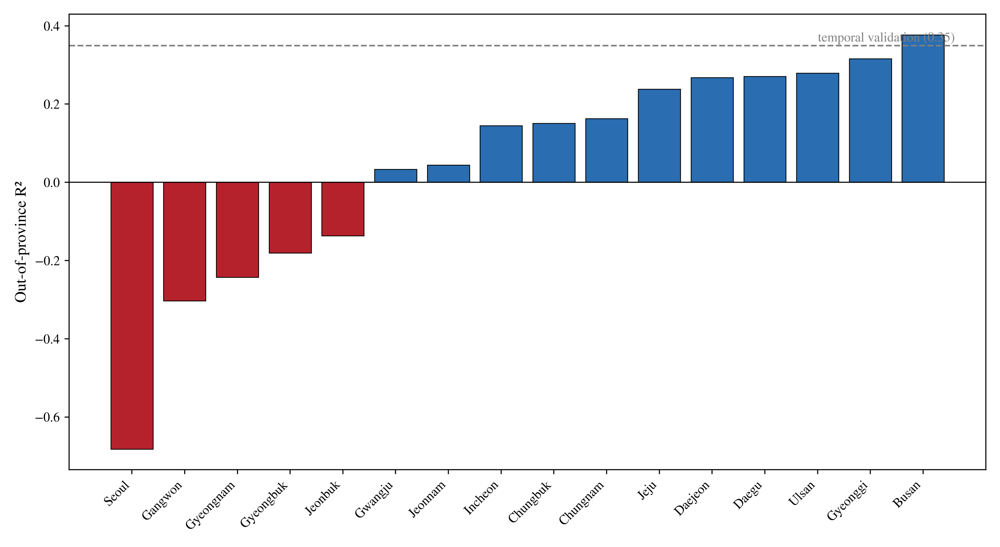 Out-of-province R²
0.4
0.2
0.0
−0.2
−0.4
−0.6
temporal validation (0.35)
Seoul
Gangwon
Gyeongnam
Gyeongbuk
Jeonbuk
Gwangju
Jeonnam
Incheon
Chungbuk
Chungnam
Jeju
Daejeon
Daegu
Ulsan
Gyeonggi
Busan